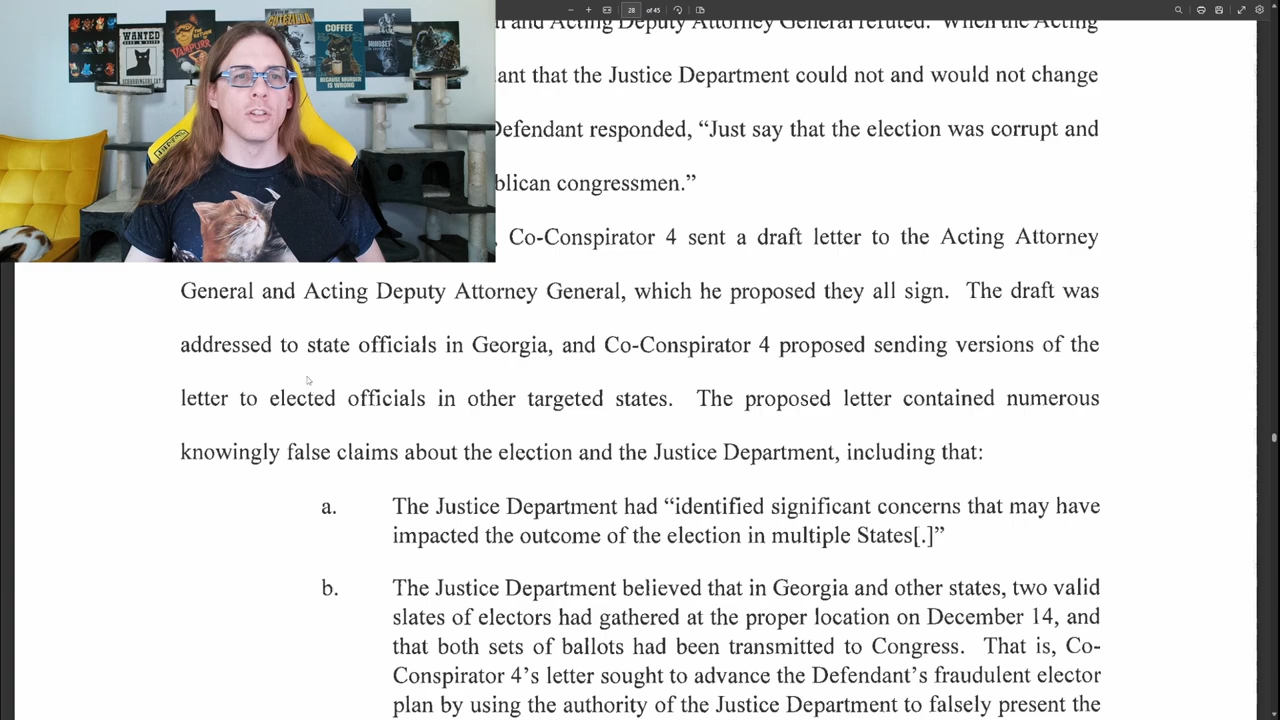 28 of 45
and Acting Deputy Attorney General refuted. When the Acting
ant that the Justice Department could not and would not change
Defendant responded, “Just say that the election was corrupt and
blican congressmen.”
Co-Conspirator 4 sent a draft letter to the Acting Attorney
General and Acting Deputy Attorney General, which he proposed they all sign. The draft was
addressed to state officials in Georgia, and Co-Conspirator 4 proposed sending versions of the
letter to elected officials in other targeted states. The proposed letter contained numerous
knowingly false claims about the election and the Justice Department, including that:
a. The Justice Department had “identified significant concerns that may have
impacted the outcome of the election in multiple States[.]”
b. The Justice Department believed that in Georgia and other states, two valid
slates of electors had gathered at the proper location on December 14, and
that both sets of ballots had been transmitted to Congress. That is, Co-
Conspirator 4’s letter sought to advance the Defendant’s fraudulent elector
plan by using the authority of the Justice Department to falsely present the
WANTED
VAMPURR
CATZILLA
COFFEE
BECAUSE MURDER
IS WRONG
MINDSET